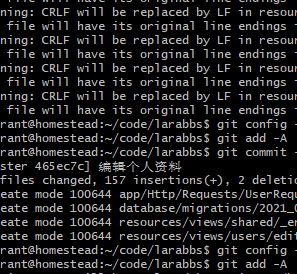 ning: CRLF will be replaced by LF in resou
file will have its original line endings i
ning: CRLF will be replaced by LF in resou
file will have its original line endings i
ning: CRLF will be replaced by LF in resou
file will have its original line endings i
ning: CRLF will be replaced by LF in resou
file will have its original line endings i
rant@homestead:~/code/larabbs$ git config
rant@homestead:~/code/larabbs$ git add -A
rant@homestead:~/code/larabbs$ git commit -
ster 465ec7c] 编辑个人资料
files changed, 157 insertions(+), 2 deletio
eate mode 100644 app/Http/Requests/UserRequ
eate mode 100644 database/migrations/2021_0
eate mode 100644 resources/views/shared/_er
eate mode 100644 resources/views/users/edit
rant@homestead:~/code/larabbs$ git config -
rant@homestead:~/code/larabbs$ git add -A